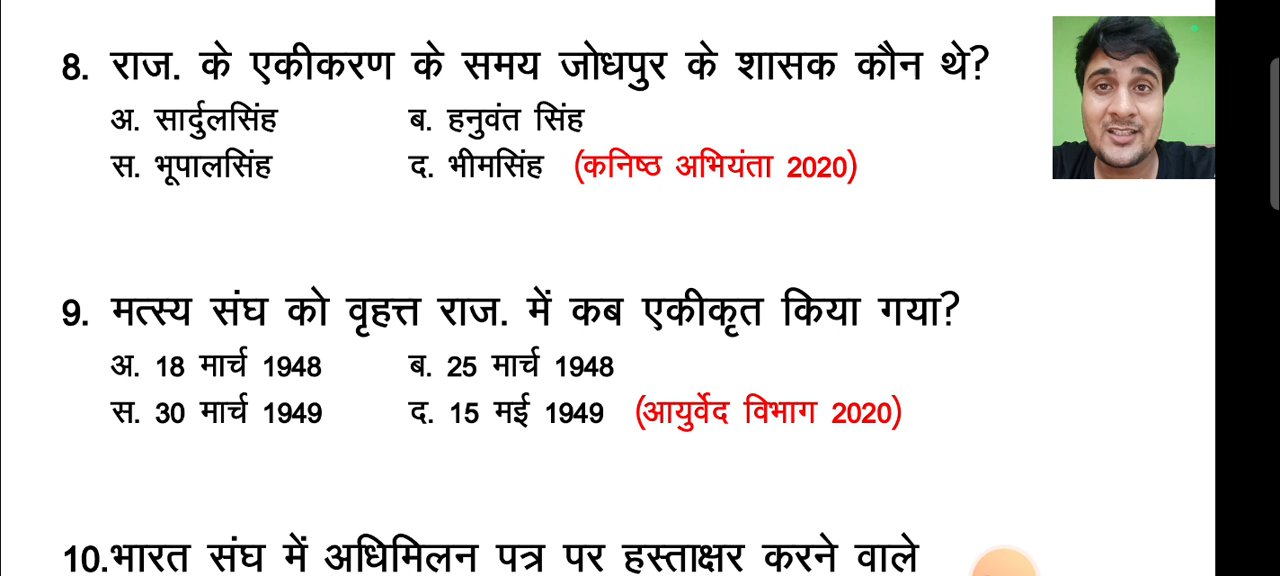 8. राज. के एकीकरण के समय जोधपुर के शासक कौन थे?
अ. सार्दुलसिंह ब. हनुवंत सिंह
स. भूपालसिंह द. भीमसिंह (कनिष्ठ अभियंता 2020)
9. मत्स्य संघ को वृहत्त राज. में कब एकीकृत किया गया?
अ. 18 मार्च 1948 ब. 25 मार्च 1948
स. 30 मार्च 1949 द. 15 मई 1949 (आयुर्वेद विभाग 2020)
10.भारत संघ में अधिमिलन पत्र पर हस्ताक्षर करने वाले